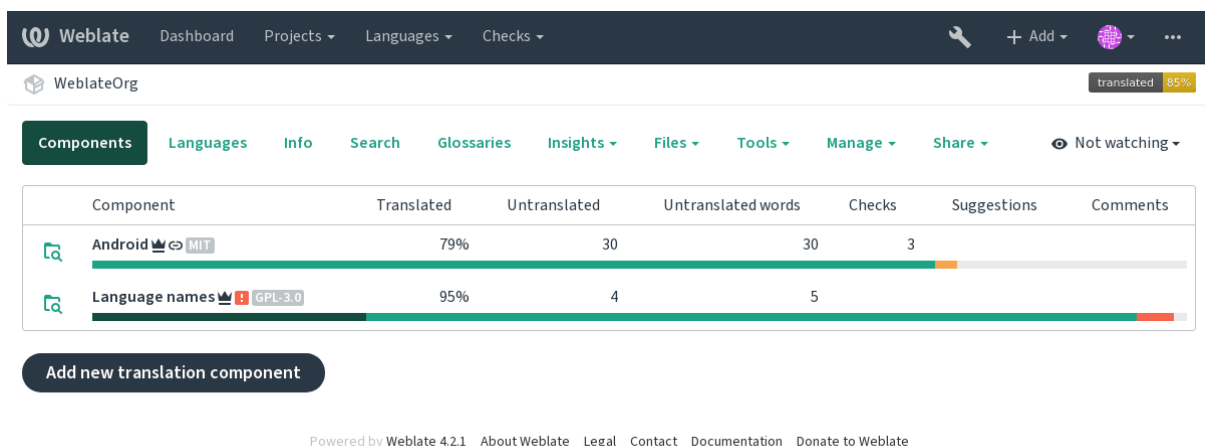 Weblate Dashboard Projects Languages Checks Add
WeblateOrg translated 85%
Components Languages Info Search Glossaries Insights Files Tools Manage Share Not watching
Component Translated Untranslated Untranslated words Checks Suggestions Comments
Android MIT 79% 30 30 3
Language names GPL-3.0 95% 4 5
Add new translation component
Powered by Weblate 4.2.1 About Weblate Legal Contact Documentation Donate to Weblate